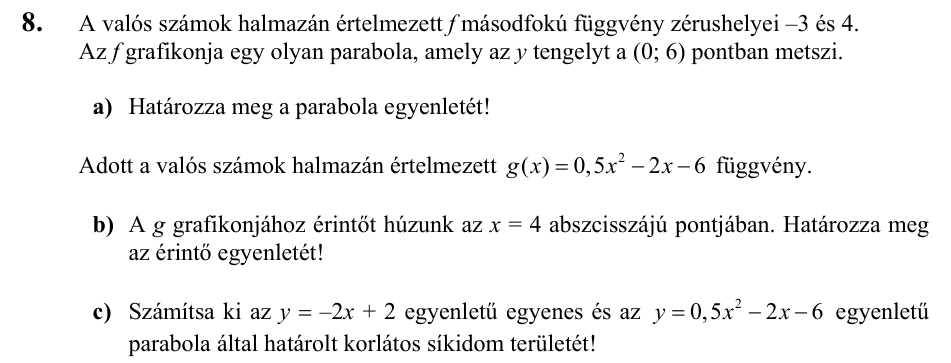 8. A valós számok halmazán értelmezett f másodfokú függvény zérushelyei –3 és 4.
Az f grafikonja egy olyan parabola, amely az y tengelyt a (0; 6) pontban metszi.
a) Határozza meg a parabola egyenletét!
Adott a valós számok halmazán értelmezett g(x) = 0,5x² – 2x – 6 függvény.
b) A g grafikonjához érintőt húzunk az x = 4 abszcisszájú pontjában. Határozza meg
az érintő egyenletét!
c) Számítsa ki az y = –2x + 2 egyenletű egyenes és az y = 0,5x² – 2x – 6 egyenletű
parabola által határolt korlátos síkidom területét!